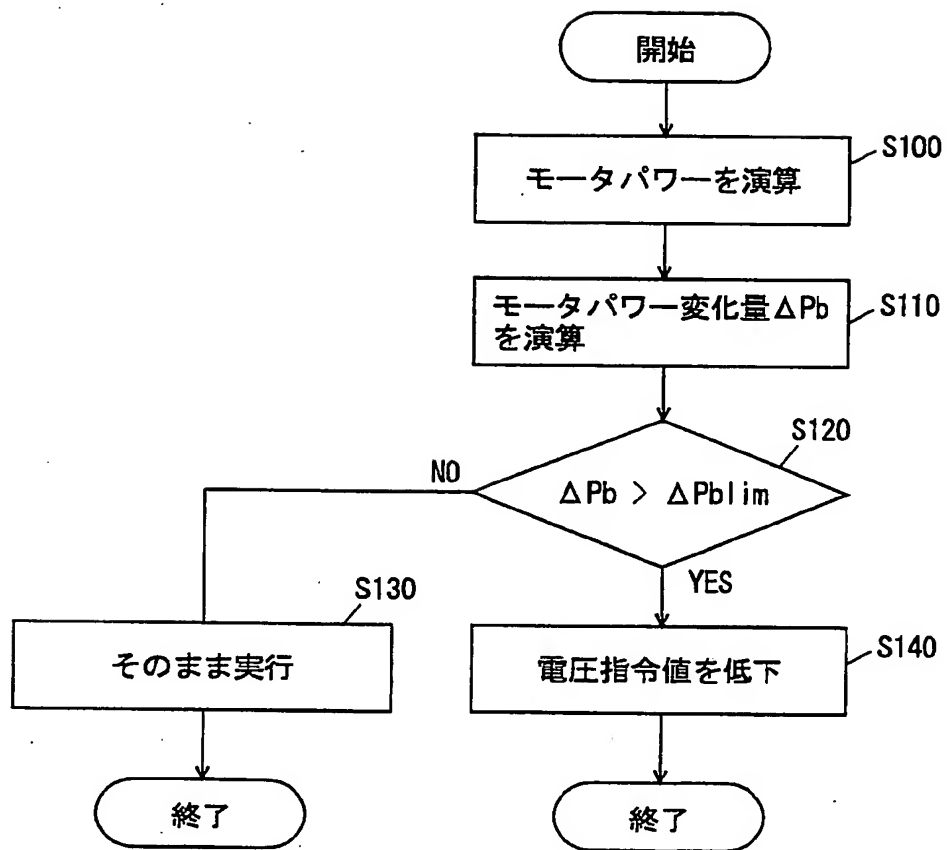 開始
S100
モータパワーを演算
モータパワー変化量ΔPb
を演算
S110
S120
NO
ΔPb > ΔPblim
YES
S130
そのまま実行
S140
電圧指令値を低下
終了
終了